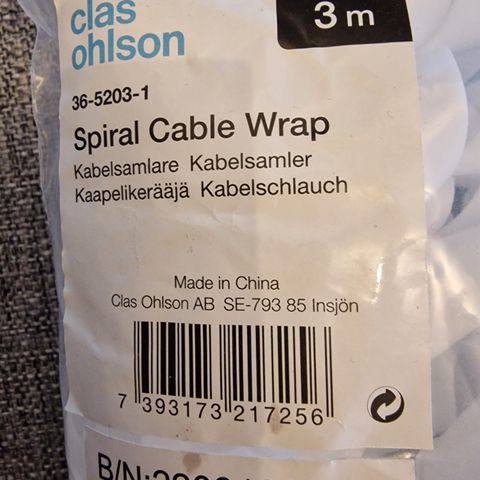 clas
ohlson
3 m
36-5203-1
Spiral Cable Wrap
Kabelsamlare Kabelsamler
Kaapelikerääjä Kabelschlauch
Made in China
Clas Ohlson AB SE-793 85 Insjön
7 393173 217256